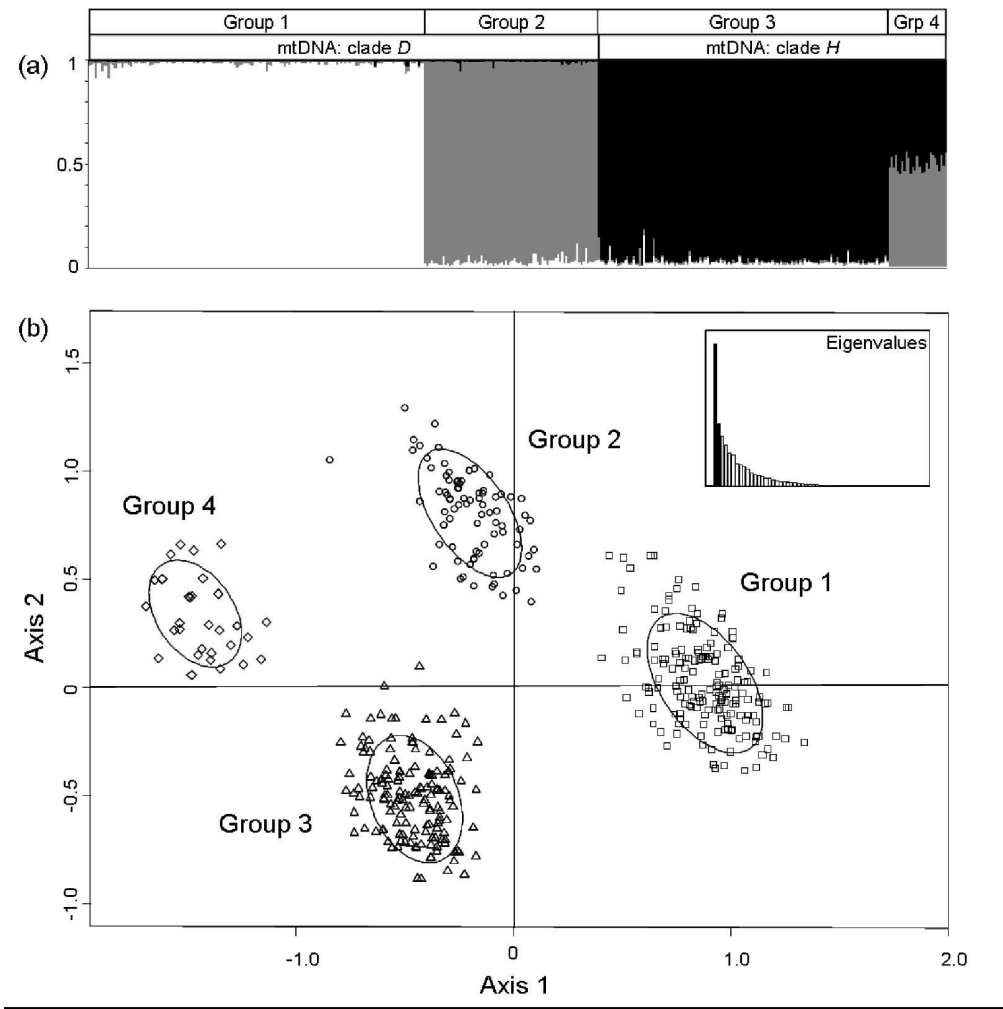 Group 1 Group 2 Group 3 Grp 4
mtDNA: clade D mtDNA: clade H
(a)
1
0.5
0
(b)
Eigenvalues
1.5
1.0
0.5
0
-0.5
-1.0
Group 2
Group 4
Group 1
Group 3
Axis 2
-1.0 0 1.0 2.0
Axis 1